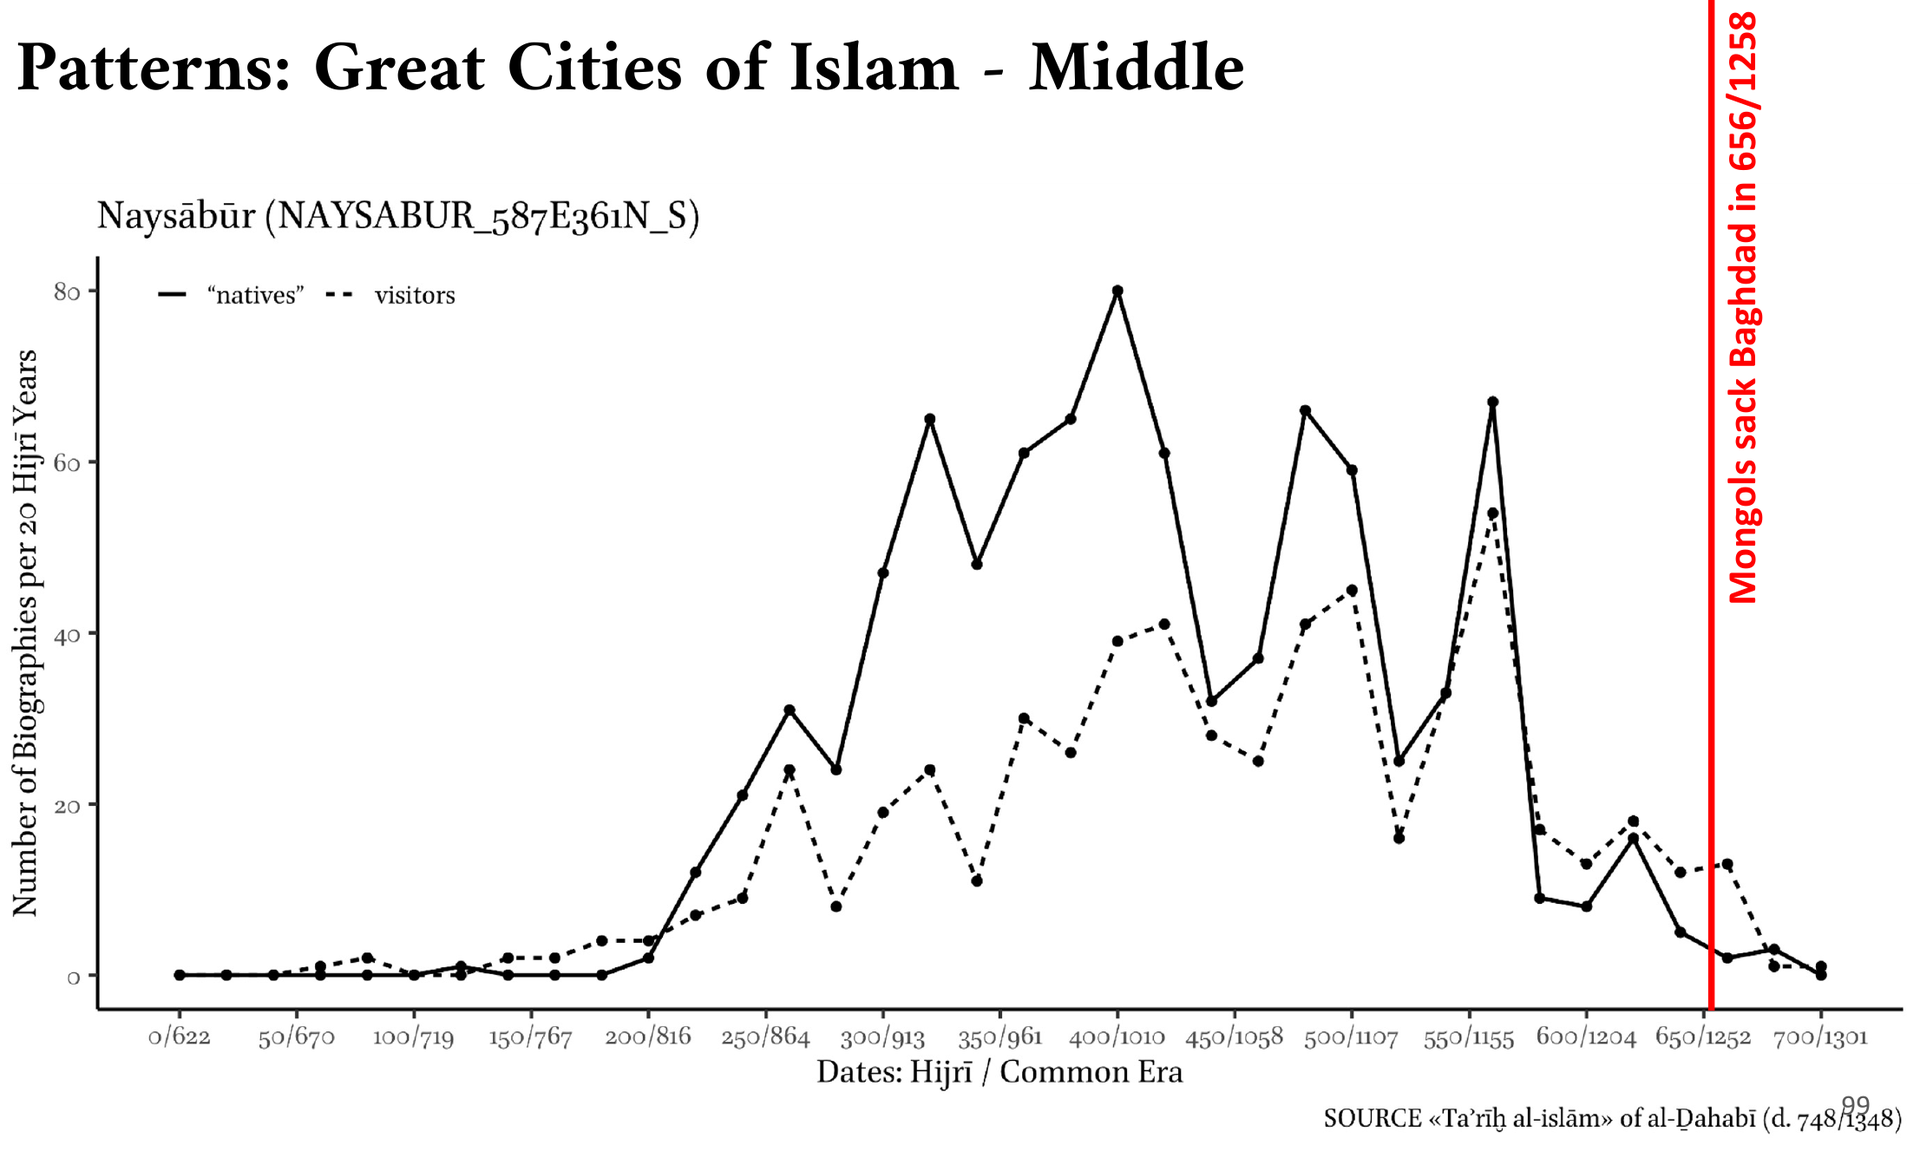 Patterns: Great Cities of Islam - Middle
Mongols sack Baghdad in 656/1258
Naysābūr (NAYSABUR_587E361N_S)
“natives” visitors
Number of Biographies per 20 Hijrī Years
80
60
40
20
0
0/622 50/670 100/719 150/767 200/816 250/864 300/913 350/961 400/1010 450/1058 500/1107 550/1155 600/1204 650/1252 700/1301
Dates: Hijrī / Common Era
99
SOURCE «Taʾrīḫ al-islām» of al-Ḏahabī (d. 748/1348)